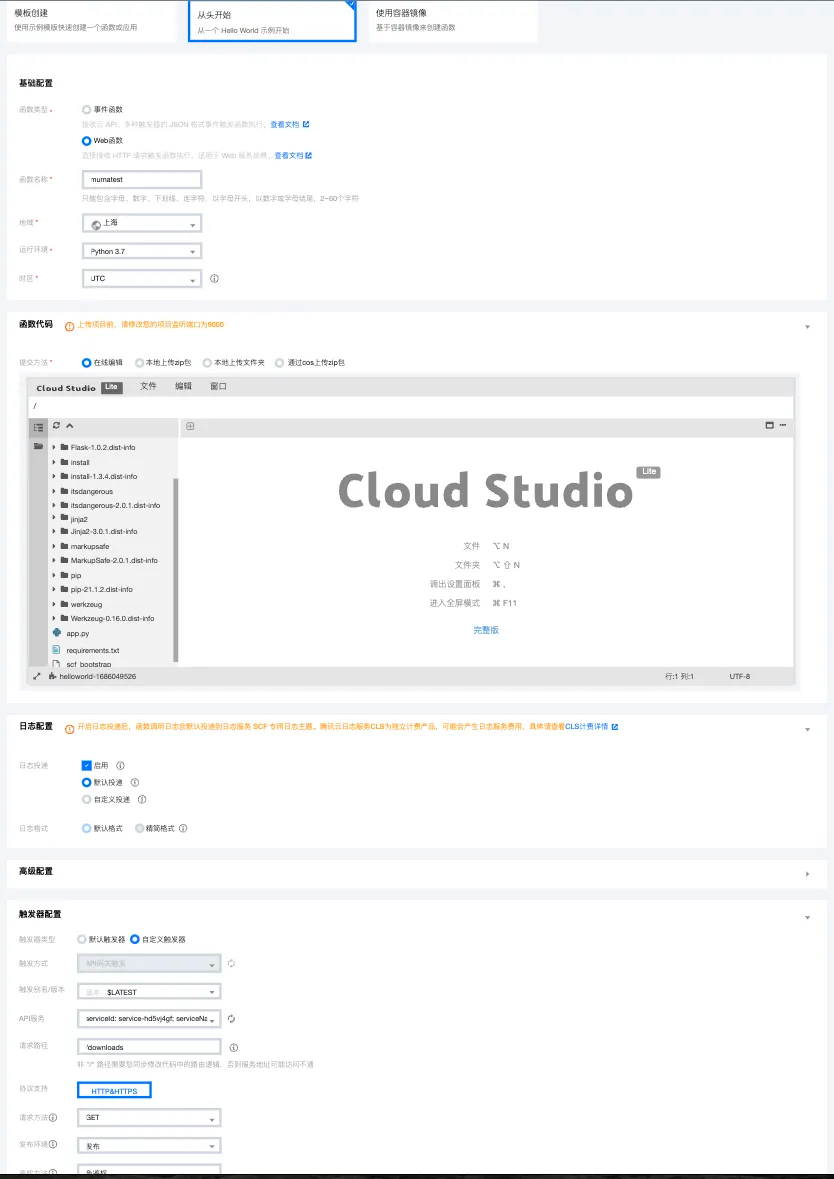 模板创建
使用示例模版快速创建一个函数或应用
从头开始
从一个 Hello World 示例开始
使用容器镜像
基于容器镜像来创建函数
基础配置
函数类型 *
事件函数
接收云 API、多种触发器的 JSON 格式事件触发函数执行。查看文档
Web函数
直接接收 HTTP 请求触发函数执行，适用于 Web 服务场景。查看文档
函数名称 *
mumatest
只能包含字母、数字、下划线、连字符，以字母开头，以数字或字母结尾，2~60个字符
地域 *
上海
运行环境 *
Python 3.7
时区 *
UTC
函数代码
上传项目前，请修改您的项目监听端口为9000
提交方法 *
在线编辑 本地上传zip包 本地上传文件夹 通过cos上传zip包
Cloud Studio Lite 文件 编辑 窗口
/
Flask-1.0.2.dist-info
install
install-1.3.4.dist-info
itsdangerous
itsdangerous-2.0.1.dist-info
jinja2
Jinja2-3.0.1.dist-info
markupsafe
MarkupSafe-2.0.1.dist-info
pip
pip-21.1.2.dist-info
werkzeug
Werkzeug-0.16.0.dist-info
app.py
requirements.txt
scf_bootstrap
Cloud Studio Lite
文件 ⌥ N
文件夹 ⌥ ⇧ N
调出设置面板 ⌘ ,
进入全屏模式 ⌘ F11
完整版
helloworld-1686049526 行:1 列:1 UTF-8
日志配置
开启日志投递后，函数调用日志会默认投递到日志服务 SCF 专用日志主题。腾讯云日志服务CLS为独立计费产品，可能会产生日志服务费用，具体请查看CLS计费详情
日志投递
启用
默认投递
自定义投递
日志格式
默认格式 精简格式
高级配置
触发器配置
触发器类型
默认触发器 自定义触发器
触发方式
API网关触发
触发别名/版本
版本: $LATEST
API服务
serviceId: service-hd5vj4gf; serviceNa
请求路径
/downloads
非 "/" 路径需要您同步修改代码中的路由逻辑，否则服务地址可能访问不通
协议支持
HTTP&HTTPS
请求方法
GET
发布环境
发布
鉴权方法
免鉴权